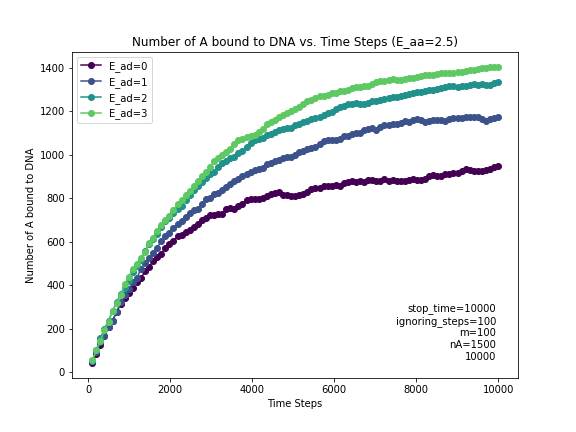 Number of A bound to DNA vs. Time Steps (E_aa=2.5)
E_ad=0
E_ad=1
E_ad=2
E_ad=3
Number of A bound to DNA
1400
1200
1000
800
600
400
200
0
stop_time=10000
ignoring_steps=100
m=100
nA=1500
10000
0 2000 4000 6000 8000 10000
Time Steps